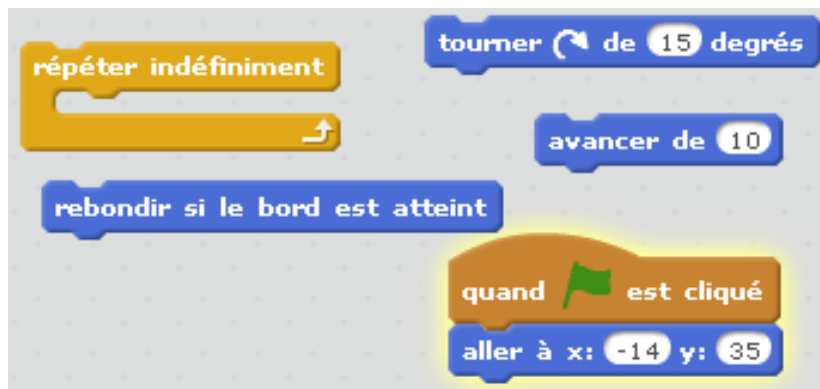 tourner de 15 degrés
répéter indéfiniment
avancer de 10
rebondir si le bord est atteint
quand est cliqué
aller à x: -14 y: 35